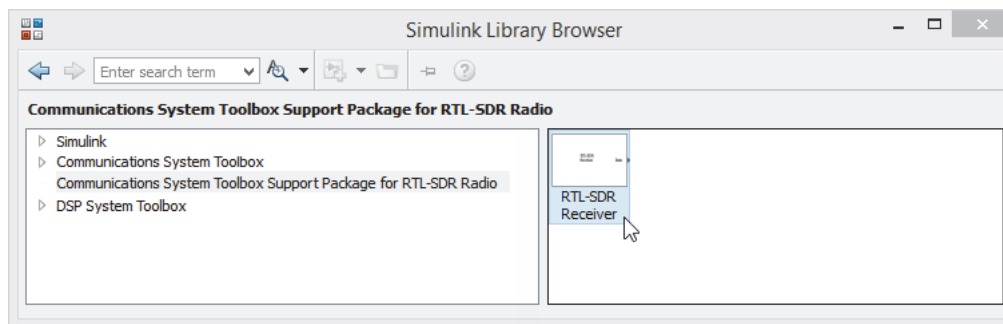 Simulink Library Browser
Enter search term
Communications System Toolbox Support Package for RTL-SDR Radio
Simulink
Communications System Toolbox
Communications System Toolbox Support Package for RTL-SDR Radio
DSP System Toolbox
RTL-SDR
Receiver